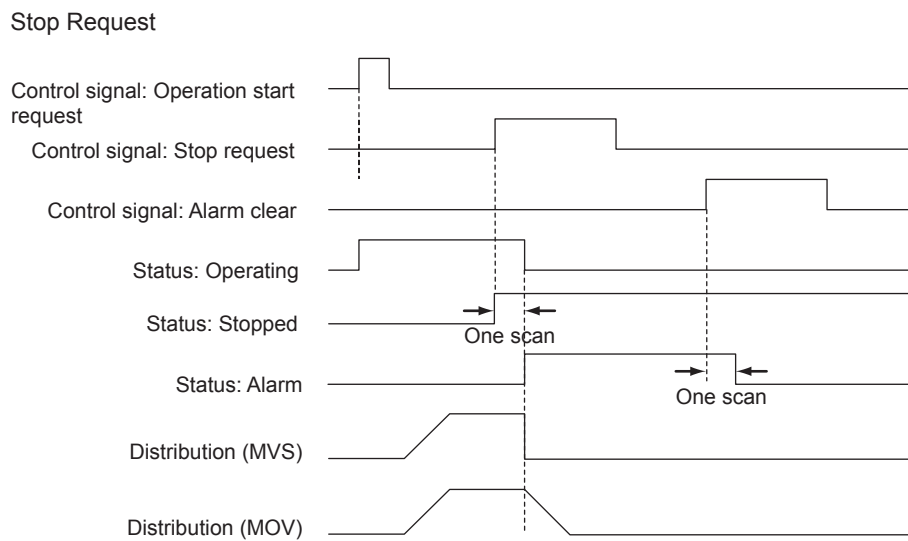 Stop Request
Control signal: Operation start
request
Control signal: Stop request
Control signal: Alarm clear
Status: Operating
Status: Stopped
One scan
Status: Alarm
One scan
Distribution (MVS)
Distribution (MOV)